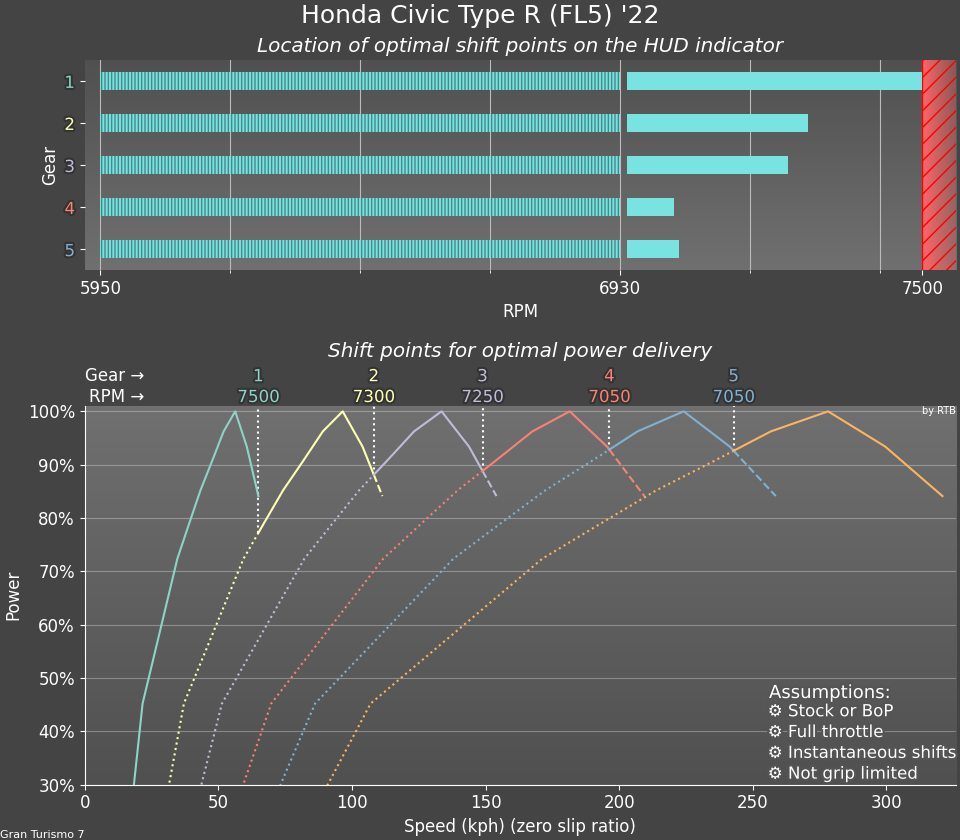 Honda Civic Type R (FL5) '22
Location of optimal shift points on the HUD indicator
1
2
3
4
5
Gear
5950 6930 7500
RPM
Shift points for optimal power delivery
Gear → 1 2 3 4 5
RPM → 7500 7300 7250 7050 7050
by RTB
100%
90%
80%
70%
60%
50%
40%
30%
Power
Assumptions:
⚙ Stock or BoP
⚙ Full throttle
⚙ Instantaneous shifts
⚙ Not grip limited
0 50 100 150 200 250 300
Speed (kph) (zero slip ratio)
Gran Turismo 7